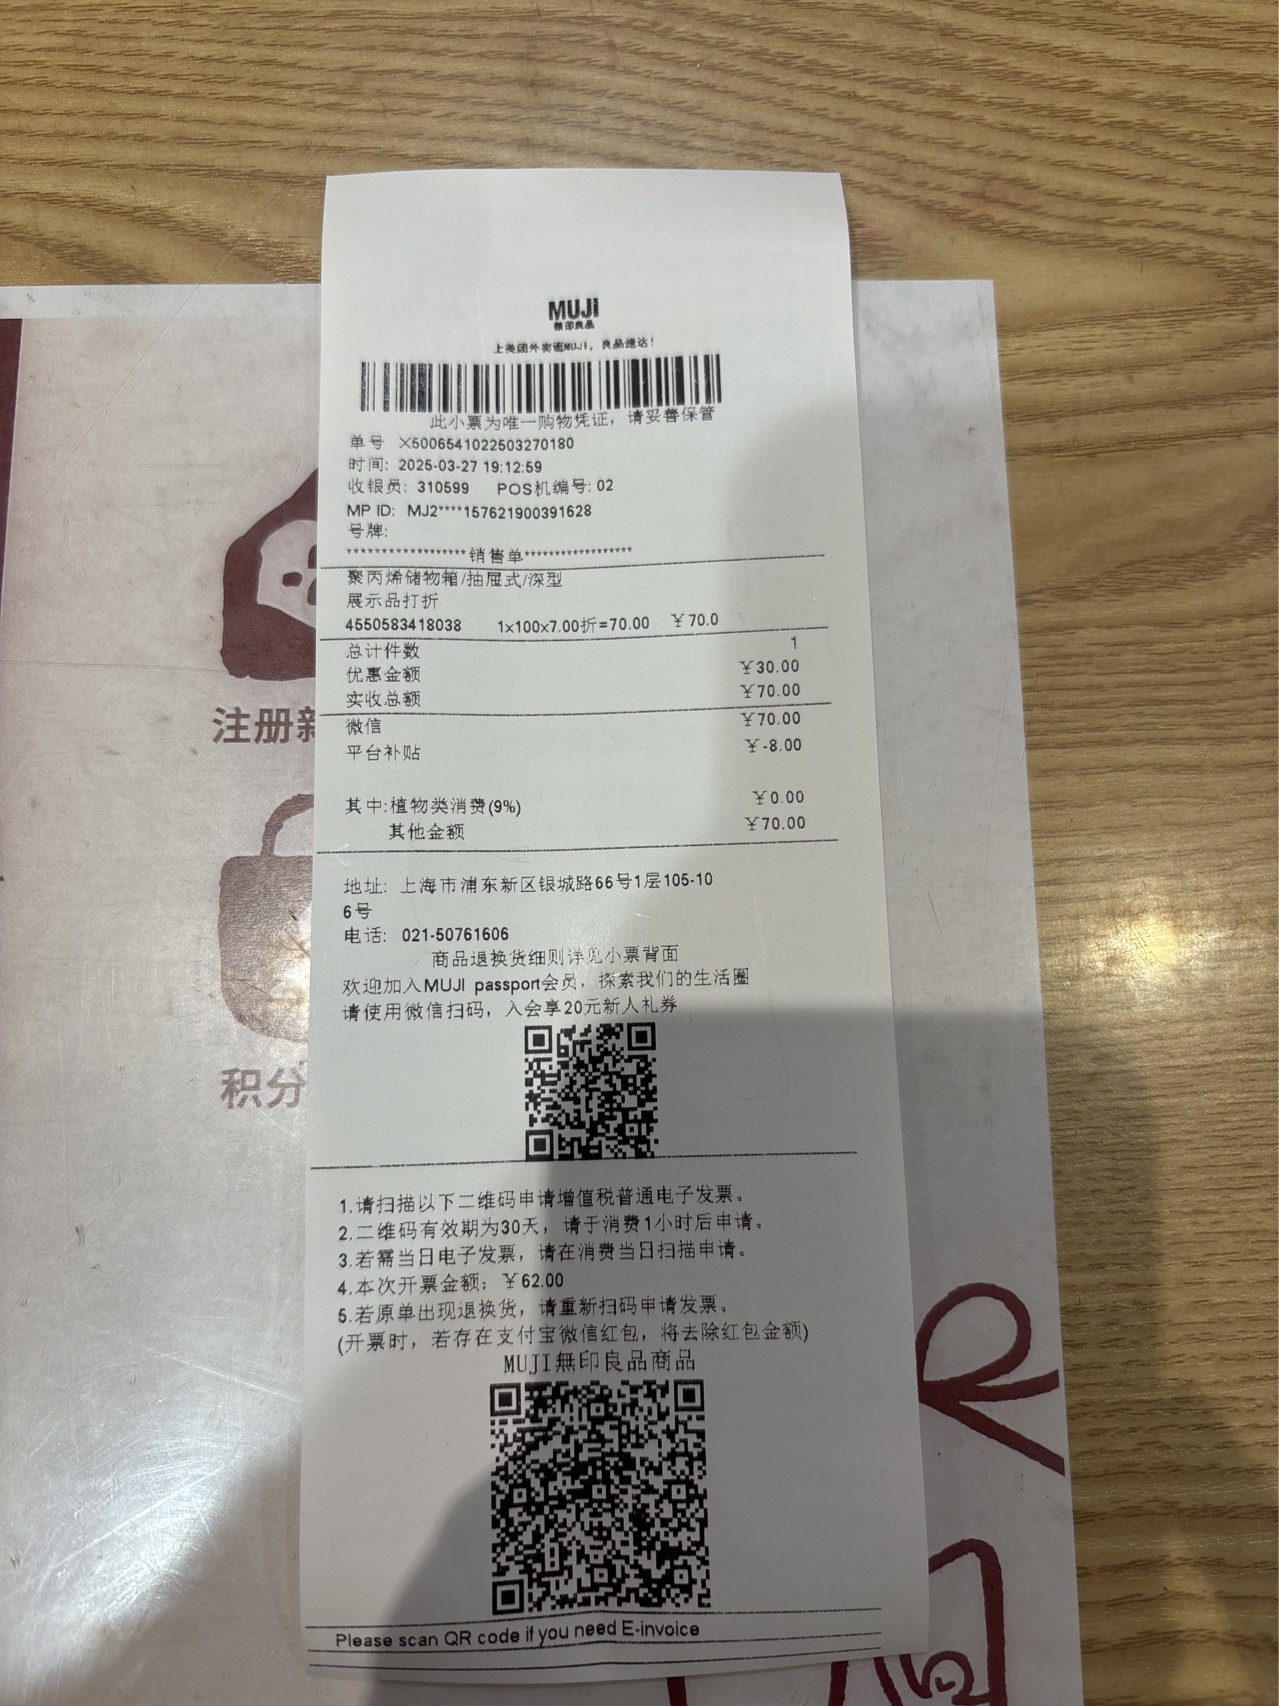 MUJI
無印良品
上美团外卖逛MUJI，良品速达！
此小票为唯一购物凭证，请妥善保管
单号 X5006541022503270180
时间: 2025-03-27 19:12:59
收银员: 310599 POS机编号: 02
MP ID: MJ2****157621900391628
号牌:
******************销售单******************
聚丙烯储物箱/抽屉式/深型
展示品打折
4550583418038 1x100x7.00折=70.00 ￥70.0
总计件数 1
优惠金额 ￥30.00
实收总额 ￥70.00
微信 ￥70.00
平台补贴 ￥-8.00
其中:植物类消费(9%) ￥0.00
其他金额 ￥70.00
地址: 上海市浦东新区银城路66号1层105-10
6号
电话: 021-50761606
商品退换货细则详见小票背面
欢迎加入MUJI passport会员，探索我们的生活圈
请使用微信扫码，入会享20元新人礼券
1.请扫描以下二维码申请增值税普通电子发票。
2.二维码有效期为30天，请于消费1小时后申请。
3.若需当日电子发票，请在消费当日扫描申请。
4.本次开票金额：￥62.00
5.若原单出现退换货，请重新扫码申请发票。
(开票时，若存在支付宝微信红包，将去除红包金额)
MUJI無印良品商品
Please scan QR code if you need E-invoice
注册新
积分